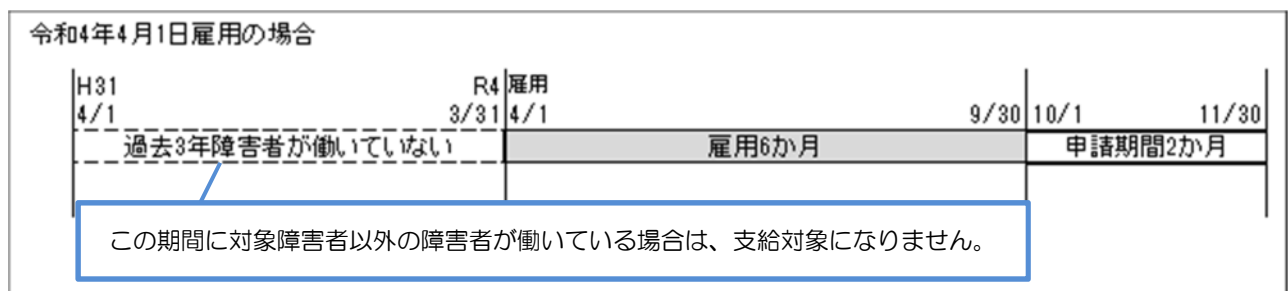 令和4年4月1日雇用の場合
H31 R4 雇用
4/1 3/31 4/1 9/30 10/1 11/30
過去3年障害者が働いていない 雇用6か月 申請期間2か月
この期間に対象障害者以外の障害者が働いている場合は、支給対象になりません。